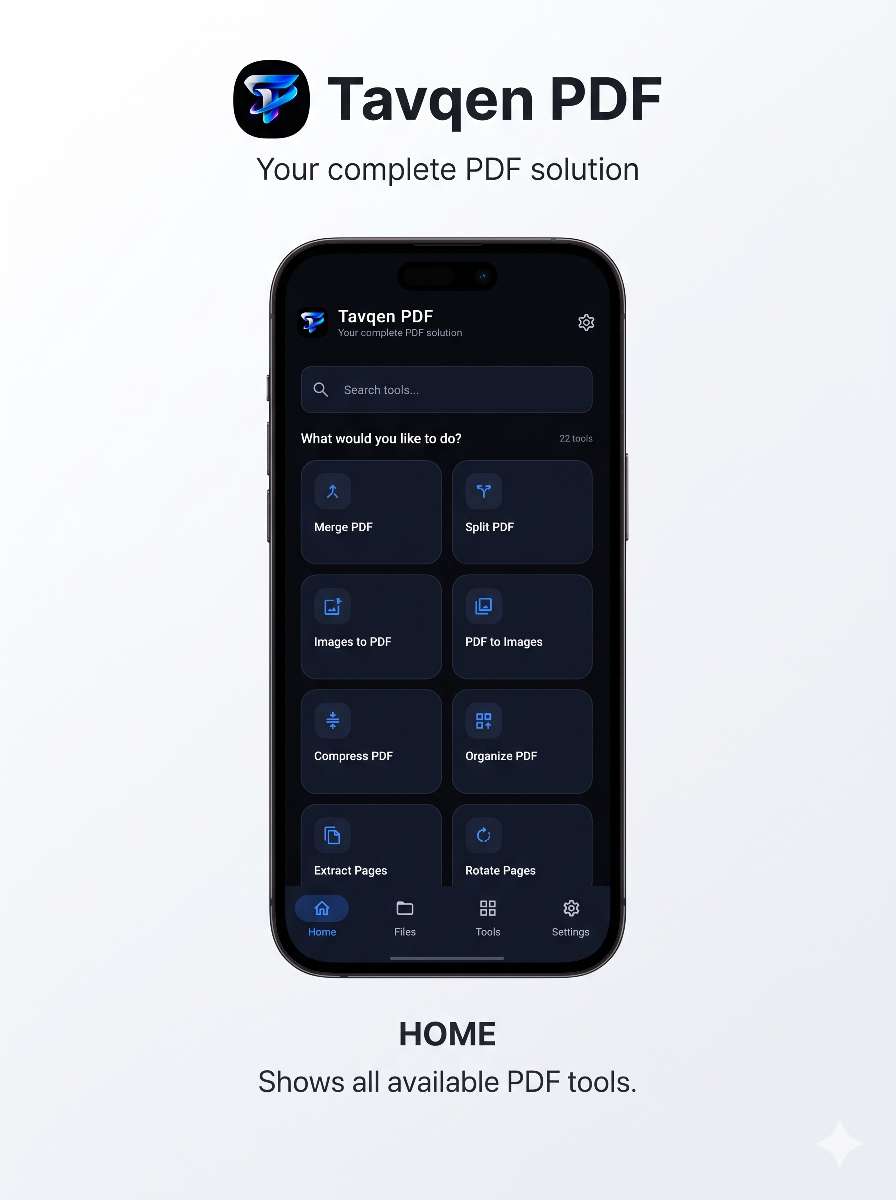 Tavqen PDF
Your complete PDF solution
Tavqen PDF
Your complete PDF solution
Search tools...
What would you like to do?
22 tools
Merge PDF
Split PDF
Images to PDF
PDF to Images
Compress PDF
Organize PDF
Extract Pages
Rotate Pages
Home
Files
Tools
Settings
HOME
Shows all available PDF tools.